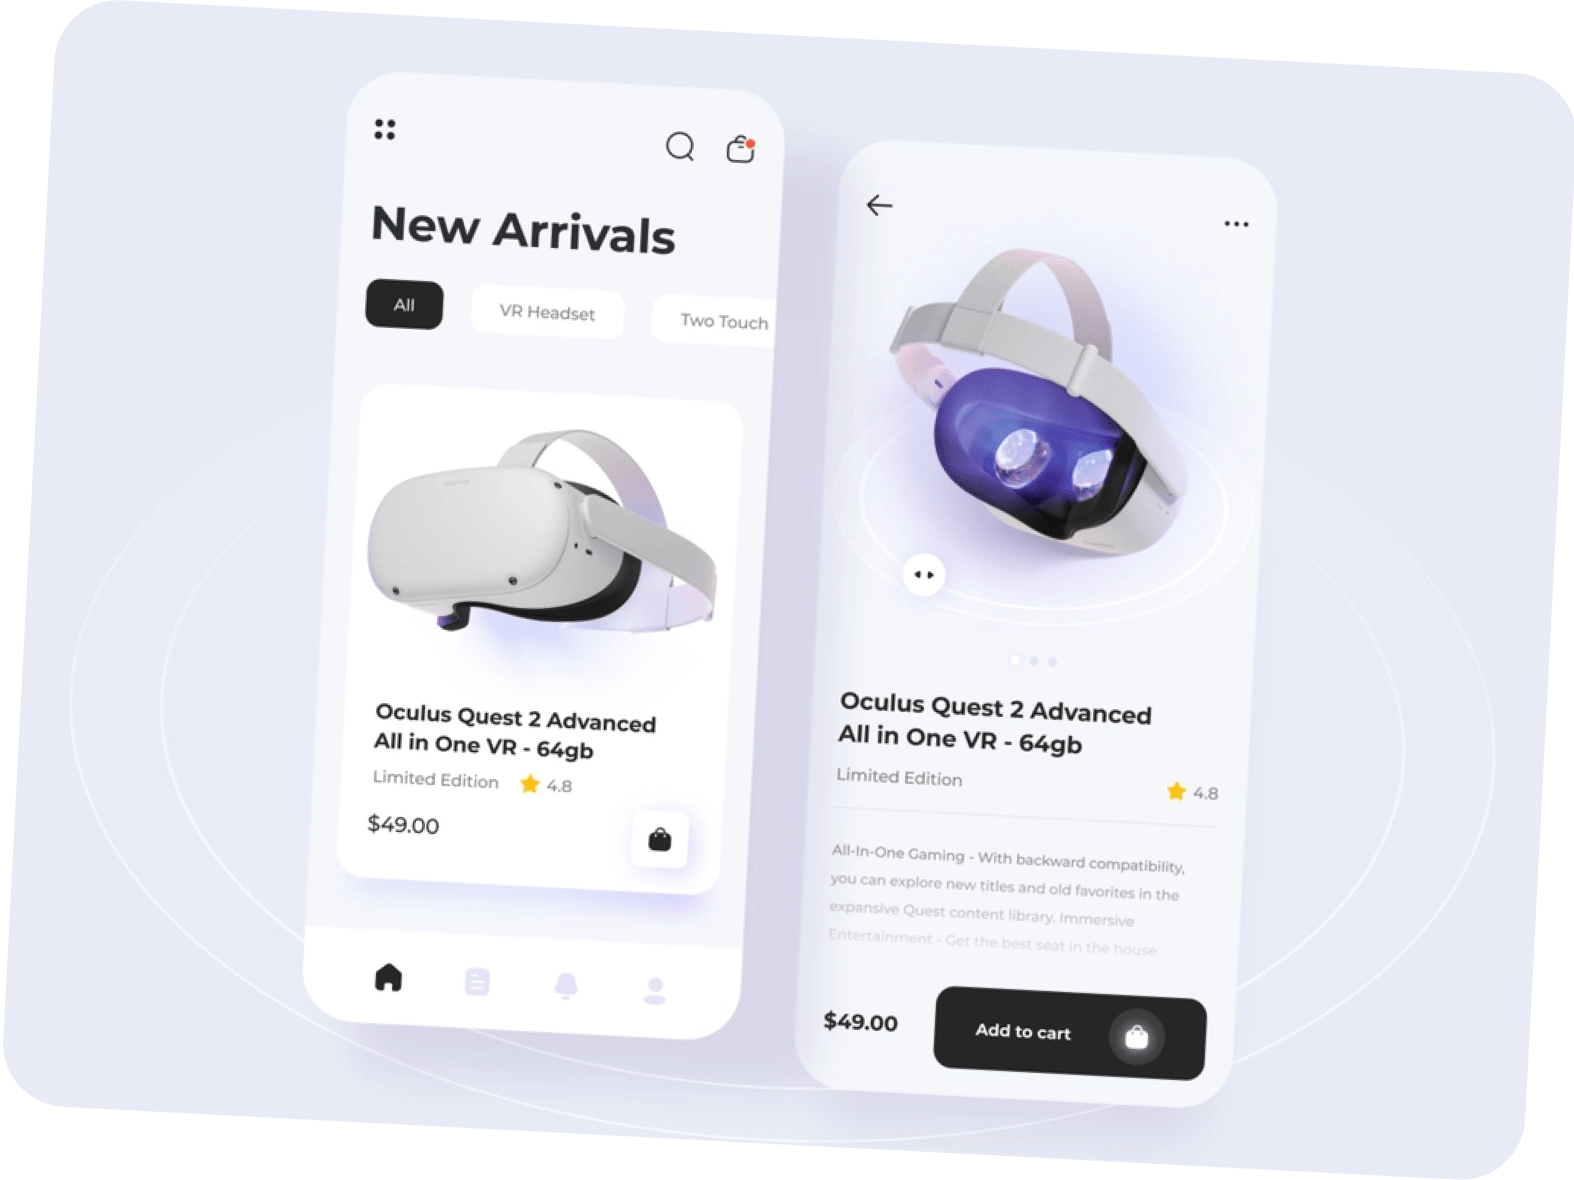 New Arrivals
All
VR Headset
Two Touch
oculus
Oculus Quest 2 Advanced
All in One VR - 64gb
Limited Edition
4.8
$49.00
Oculus Quest 2 Advanced
All in One VR - 64gb
Limited Edition
4.8
All-In-One Gaming - With backward compatibility,
you can explore new titles and old favorites in the
expansive Quest content library. Immersive
Entertainment - Get the best seat in the house
$49.00
Add to cart